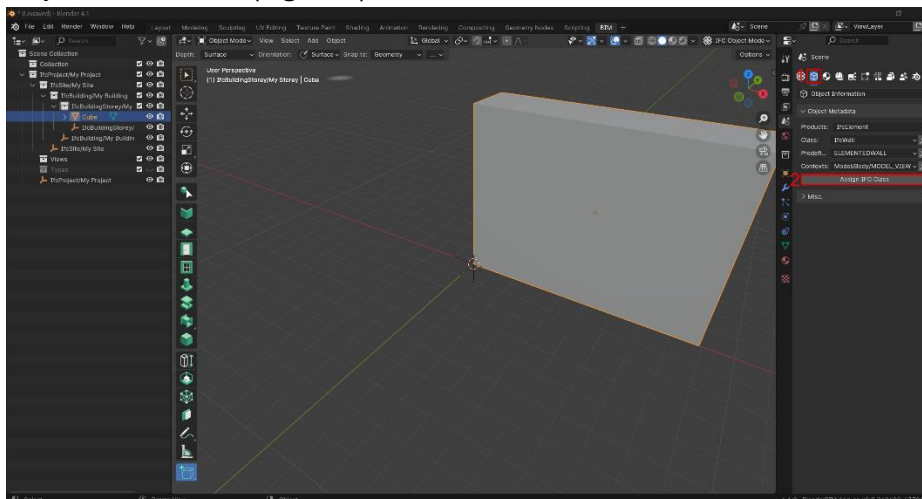 * (Unsaved) - Blender 4.1
File Edit Render Window Help Layout Modeling Sculpting UV Editing Texture Paint Shading Animation Rendering Compositing Geometry Nodes Scripting BIM + Scene ViewLayer
Search Object Mode View Select Add Object Global IFC Object Mode Search
Depth: Surface Orientation: Surface Snap to: Geometry Options
Scene Collection
Collection
IfcProject/My Project
IfcSite/My Site
IfcBuilding/My Building
IfcBuildingStorey/My
Cube
IfcBuildingStorey/
IfcBuilding/My Buildin
IfcSite/My Site
Views
Types
IfcProject/My Project
User Perspective
(1) IfcBuildingStorey/My Storey | Cube
Z
Scene
Object Information
Object Metadata
Products: IfcElement
Class: IfcWall
Predefi... ELEMENTEDWALL
Contexts: Model/Body/MODEL_VIEW
2 Assign IFC Class
Misc.